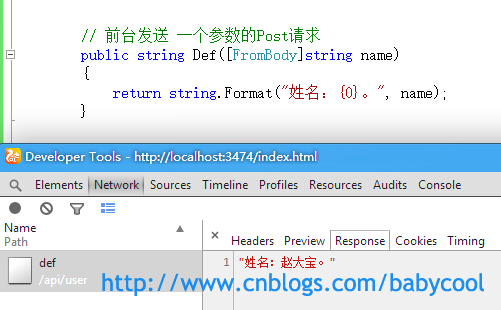 // 前台发送 一个参数的Post请求
public string Def([FromBody]string name)
{
return string.Format("姓名：{0}。", name);
}
Developer Tools - http://localhost:3474/index.html
Elements Network Sources Timeline Profiles Resources Audits Console
Name
Path
× Headers Preview Response Cookies Timing
def
/api/user
1 "姓名：赵大宝。"
http://www.cnblogs.com/babycool